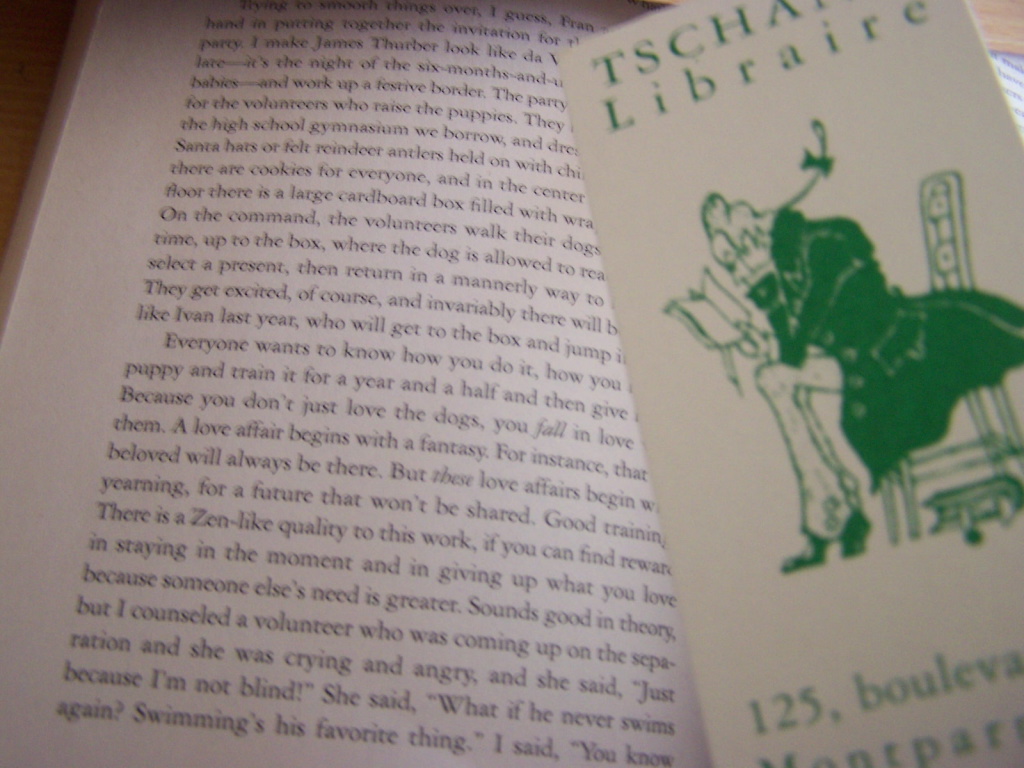 Trying to smooth things over, I guess, Fran
hand in putting together the invitation for
party. I make James Thurber look like da
late—it's the night of the six-months-and-u
babies—and work up a festive border. The party
for the volunteers who raise the puppies. They
the high school gymnasium we borrow, and dre
Santa hats or felt reindeer antlers held on with chi
there are cookies for everyone, and in the center
floor there is a large cardboard box filled with wra
On the command, the volunteers walk their dogs
time, up to the box, where the dog is allowed to rea
select a present, then return in a mannerly way to
They get excited, of course, and invariably there will b
like Ivan last year, who will get to the box and jump i
Everyone wants to know how you do it, how you
puppy and train it for a year and a half and then give
Because you don't just love the dogs, you fall in love
them. A love affair begins with a fantasy. For instance, that
beloved will always be there. But these love affairs begin w
yearning, for a future that won't be shared. Good training
There is a Zen-like quality to this work, if you can find reward
in staying in the moment and in giving up what you love
because someone else's need is greater. Sounds good in theory,
but I counseled a volunteer who was coming up on the sepa-
ration and she was crying and angry, and she said, "Just
because I'm not blind!" She said, "What if he never swims
again? Swimming's his favorite thing." I said, "You know
TSCHA
Libraire
125, bouleva
Montpar